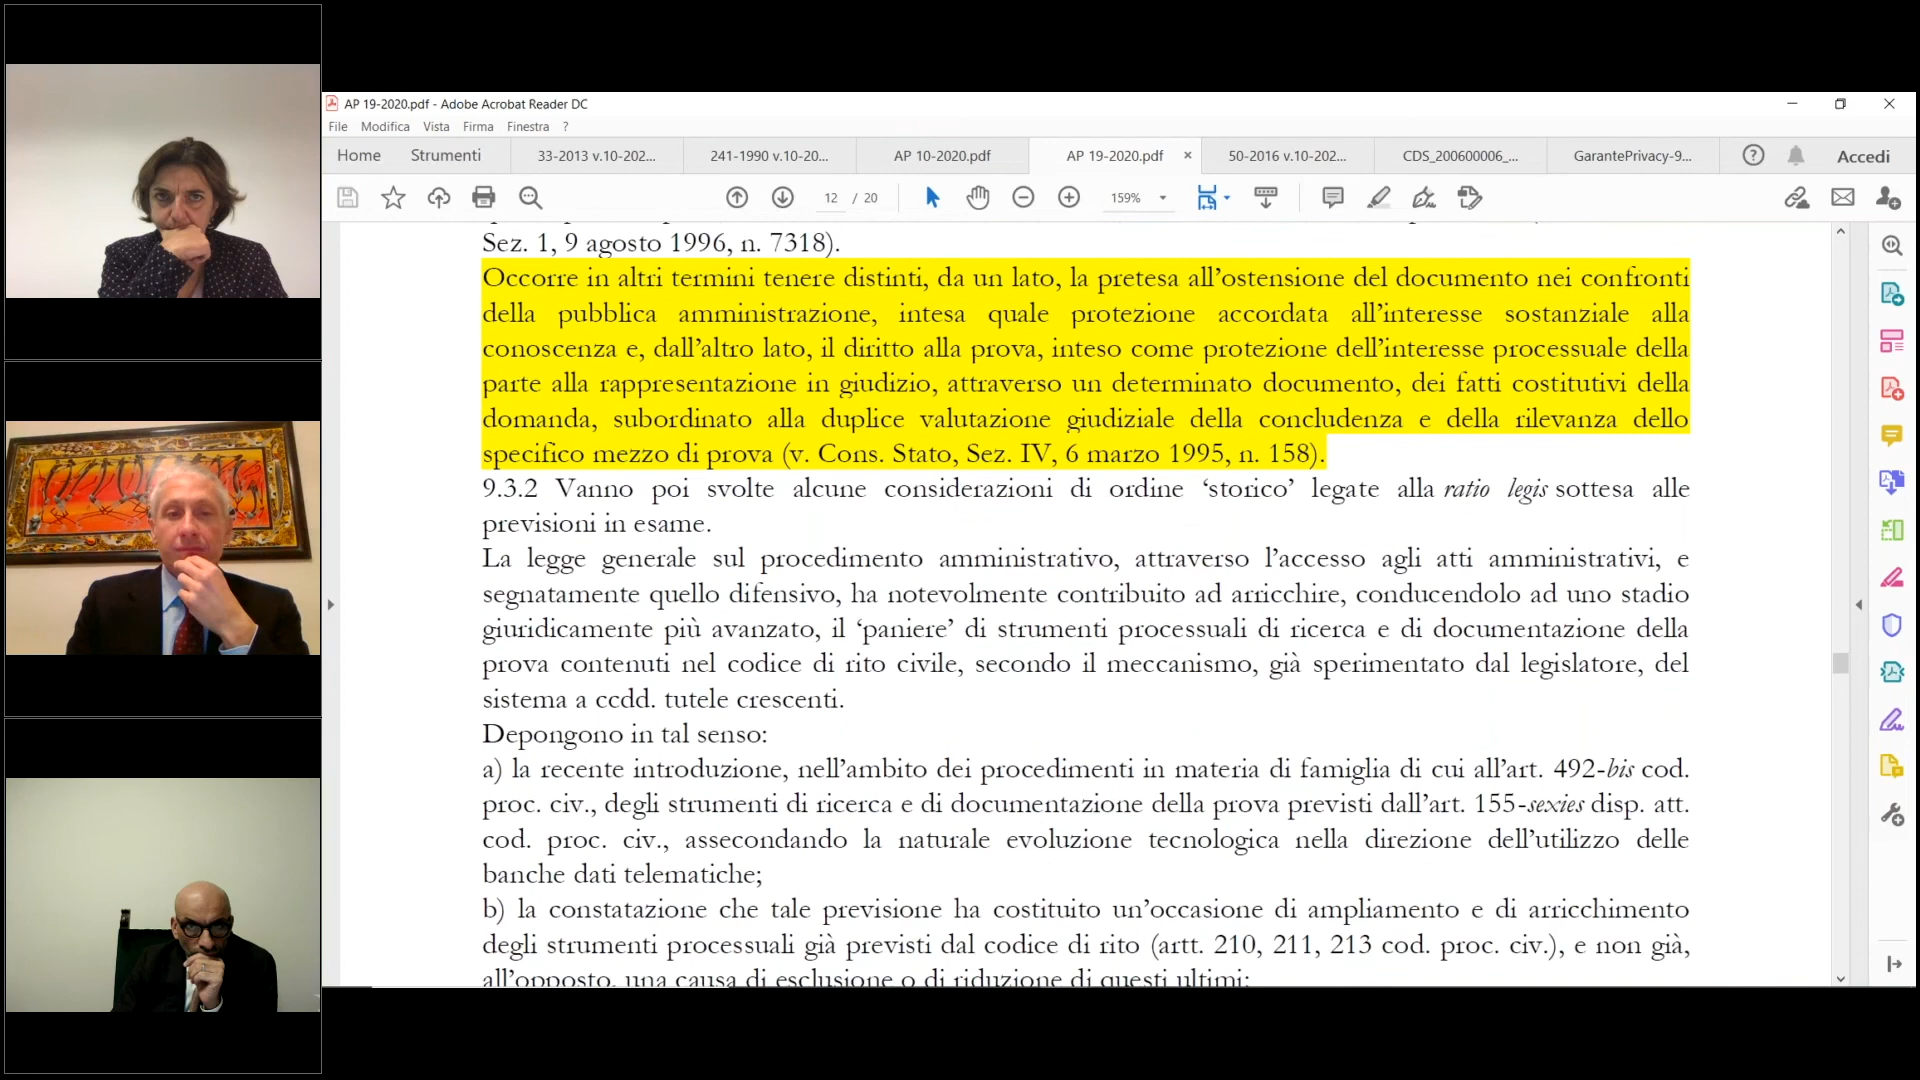 AP 19-2020.pdf - Adobe Acrobat Reader DC
File Modifica Vista Firma Finestra ?
Home Strumenti 33-2013 v.10-202... 241-1990 v.10-20... AP 10-2020.pdf AP 19-2020.pdf × 50-2016 v.10-202... CDS_200600006_... GarantePrivacy-9... Accedi
12 / 20 159%
Sez. 1, 9 agosto 1996, n. 7318).
Occorre in altri termini tenere distinti, da un lato, la pretesa all’ostensione del documento nei confronti
della pubblica amministrazione, intesa quale protezione accordata all’interesse sostanziale alla
conoscenza e, dall’altro lato, il diritto alla prova, inteso come protezione dell’interesse processuale della
parte alla rappresentazione in giudizio, attraverso un determinato documento, dei fatti costitutivi della
domanda, subordinato alla duplice valutazione giudiziale della concludenza e della rilevanza dello
specifico mezzo di prova (v. Cons. Stato, Sez. IV, 6 marzo 1995, n. 158).
9.3.2 Vanno poi svolte alcune considerazioni di ordine ‘storico’ legate alla ratio legis sottesa alle
previsioni in esame.
La legge generale sul procedimento amministrativo, attraverso l’accesso agli atti amministrativi, e
segnatamente quello difensivo, ha notevolmente contribuito ad arricchire, conducendolo ad uno stadio
giuridicamente più avanzato, il ‘paniere’ di strumenti processuali di ricerca e di documentazione della
prova contenuti nel codice di rito civile, secondo il meccanismo, già sperimentato dal legislatore, del
sistema a ccdd. tutele crescenti.
Depongono in tal senso:
a) la recente introduzione, nell’ambito dei procedimenti in materia di famiglia di cui all’art. 492-bis cod.
proc. civ., degli strumenti di ricerca e di documentazione della prova previsti dall’art. 155-sexies disp. att.
cod. proc. civ., assecondando la naturale evoluzione tecnologica nella direzione dell’utilizzo delle
banche dati telematiche;
b) la constatazione che tale previsione ha costituito un’occasione di ampliamento e di arricchimento
degli strumenti processuali già previsti dal codice di rito (artt. 210, 211, 213 cod. proc. civ.), e non già,
all’opposto, una causa di esclusione o di riduzione di questi ultimi;